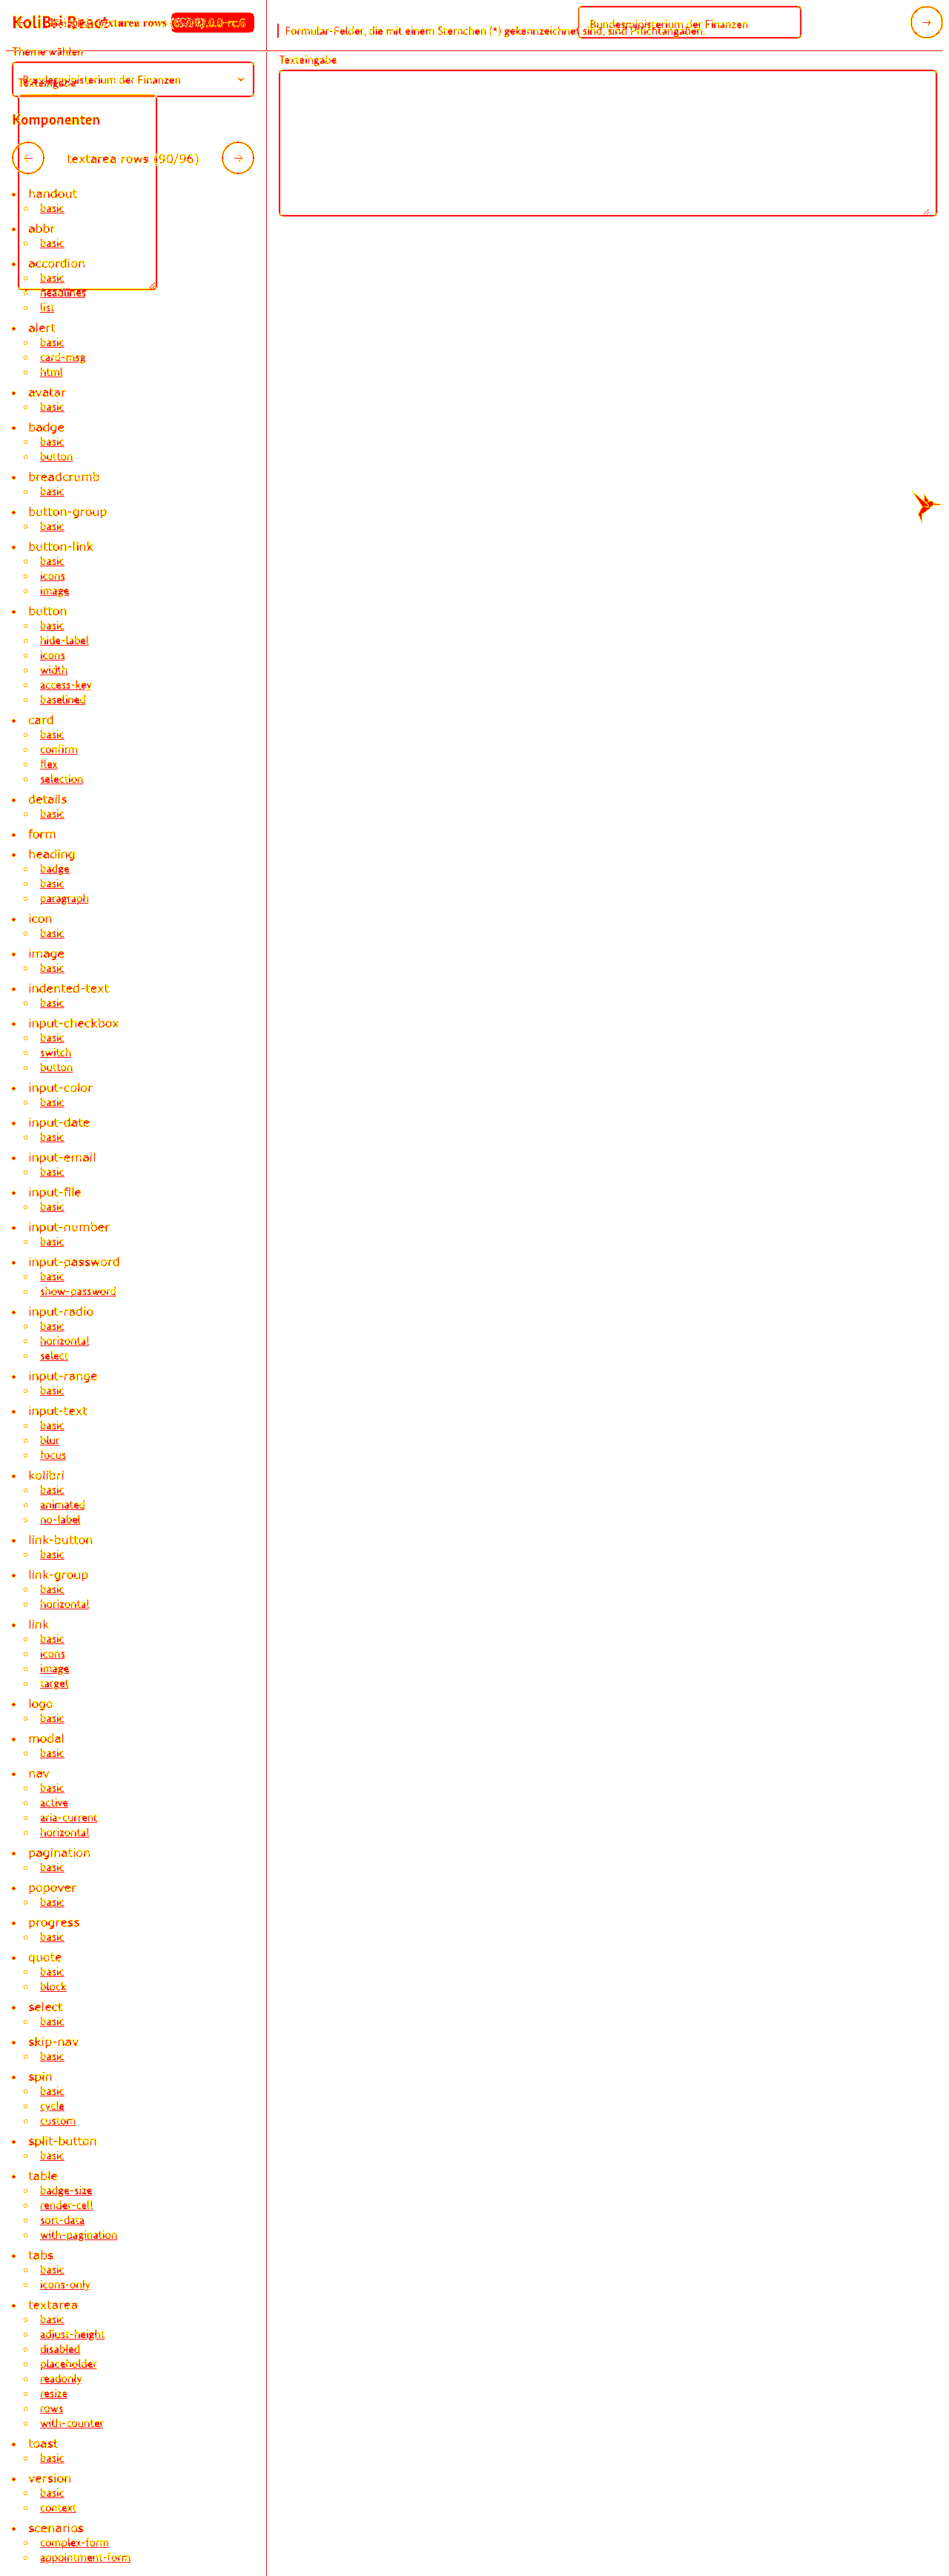 KoliBri React
Formular-Felder, die mit einem Sternchen (*) gekennzeichnet sind, sind Pflichtangaben.
Bundesministerium der Finanzen
Theme wählen
Bundesministerium der Finanzen
Texteingabe
Texteingabe
Komponenten
textarea rows (90/96)
handout
basic
abbr
basic
accordion
basic
headlines
list
alert
basic
card-msg
html
avatar
basic
badge
basic
button
breadcrumb
basic
button-group
basic
button-link
basic
icons
image
button
basic
hide-label
icons
width
access-key
baselined
card
basic
confirm
flex
selection
details
basic
form
heading
badge
basic
paragraph
icon
basic
image
basic
indented-text
basic
input-checkbox
basic
switch
button
input-color
basic
input-date
basic
input-email
basic
input-file
basic
input-number
basic
input-password
basic
show-password
input-radio
basic
horizontal
select
input-range
basic
input-text
basic
blur
focus
kolibri
basic
animated
no-label
link-button
basic
link-group
basic
horizontal
link
basic
icons
image
target
logo
basic
modal
basic
nav
basic
active
aria-current
horizontal
pagination
basic
popover
basic
progress
basic
quote
basic
block
select
basic
skip-nav
basic
spin
basic
cycle
custom
split-button
basic
table
badge-size
render-cell
sort-data
with-pagination
tabs
basic
icons-only
textarea
basic
adjust-height
disabled
placeholder
readonly
resize
rows
with-counter
toast
basic
version
basic
context
scenarios
complex-form
appointment-form